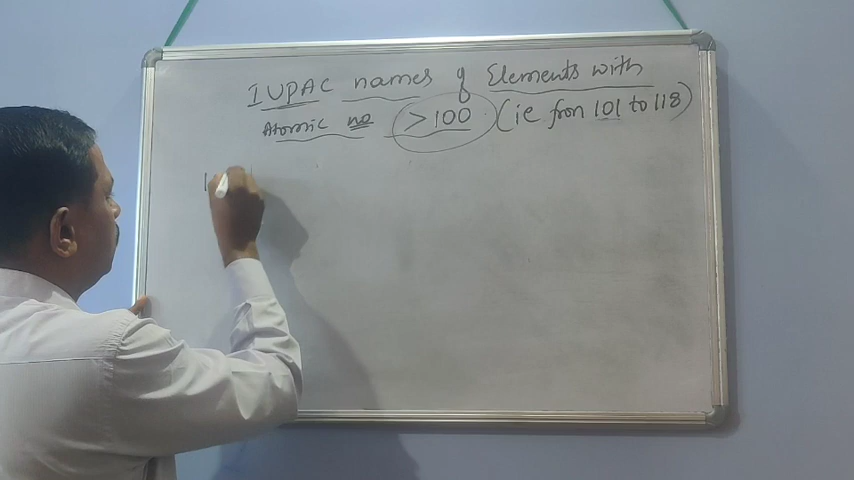 IUPAC names of Elements with
Atomic no >100 (ie from 101 to 118)